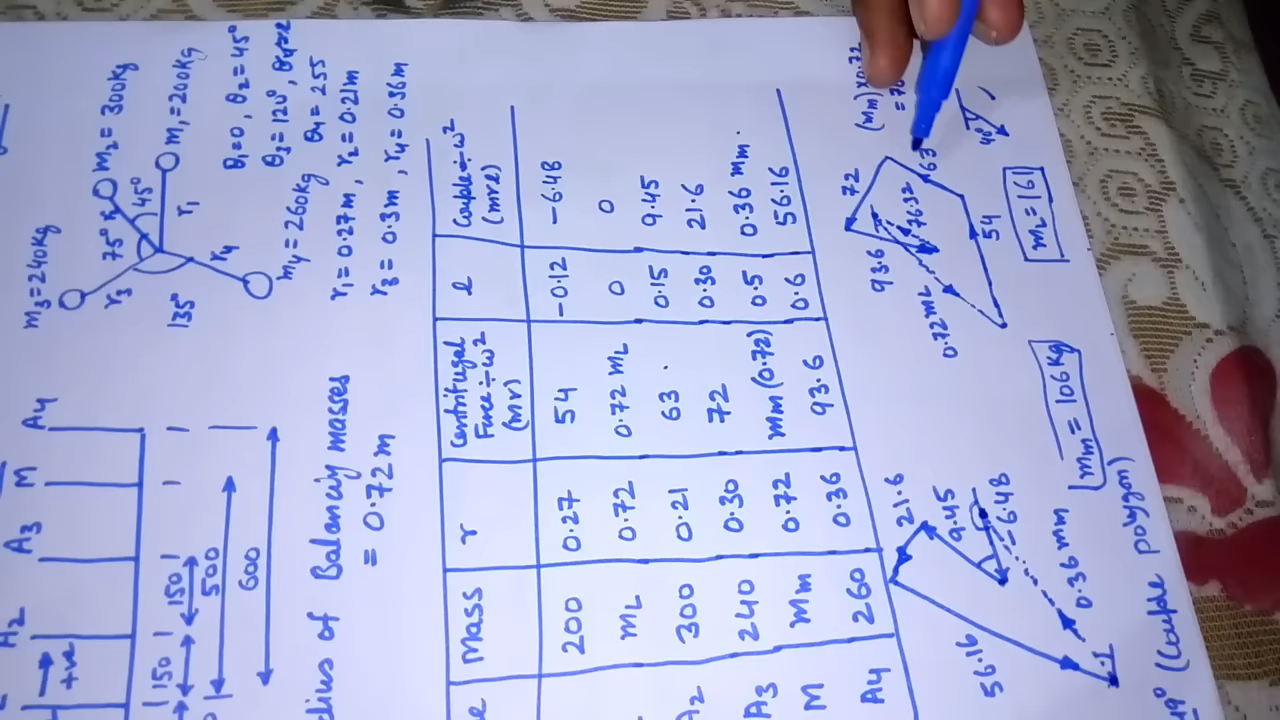 A2 A3 M A4
+ve
150 150
500
600
m3=240kg
75° m2=300kg
r3 45°
135° r1 m1=200kg
r4
m4=260kg
θ1=0, θ2=45°
θ3=120°,
θ4=255
r1=0.27m, r2=0.21m
r3=0.3m, r4=0.36m
of Balancing masses
=0.72m
Mass r Centrifugal Force÷ω² (mr) l Couple÷ω² (mrl)
200 0.27 54 -0.12 -6.48
mL 0.72 0.72 mL 0 0
A2 300 0.21 63 0.15 9.45
A3 240 0.30 72 0.30 21.6
M Mm 0.72 Mm(0.72) 0.5 0.36 mm.
A4 260 0.36 93.6 0.6 56.16
56.16 21.6
9.45
6.48
0.36 mm
mm=106kg
(Couple polygon)
93.6 72 (mm)×0.72
76.32 63
0.72mL 54
40°
mL=161